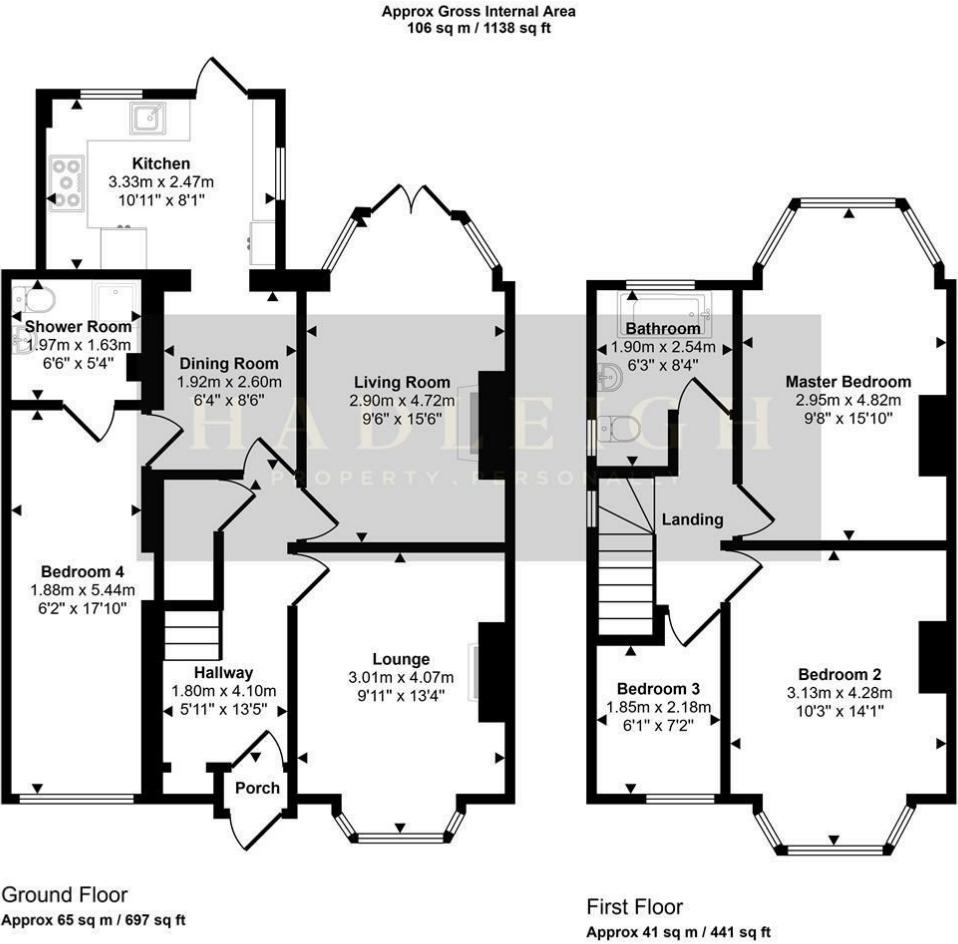 Approx Gross Internal Area
106 sq m / 1138 sq ft
Kitchen
3.33m x 2.47m
10'11" x 8'1"
Shower Room
1.97m x 1.63m
6'6" x 5'4"
Dining Room
1.92m x 2.60m
6'4" x 8'6"
Living Room
2.90m x 4.72m
9'6" x 15'6"
Bathroom
1.90m x 2.54m
6'3" x 8'4"
Master Bedroom
2.95m x 4.82m
9'8" x 15'10"
HADLEIGH
PROPERTY . PERSONALLY
Landing
Bedroom 4
1.88m x 5.44m
6'2" x 17'10"
Hallway
1.80m x 4.10m
5'11" x 13'5"
Lounge
3.01m x 4.07m
9'11" x 13'4"
Bedroom 3
1.85m x 2.18m
6'1" x 7'2"
Bedroom 2
3.13m x 4.28m
10'3" x 14'1"
Porch
Ground Floor
Approx 65 sq m / 697 sq ft
First Floor
Approx 41 sq m / 441 sq ft